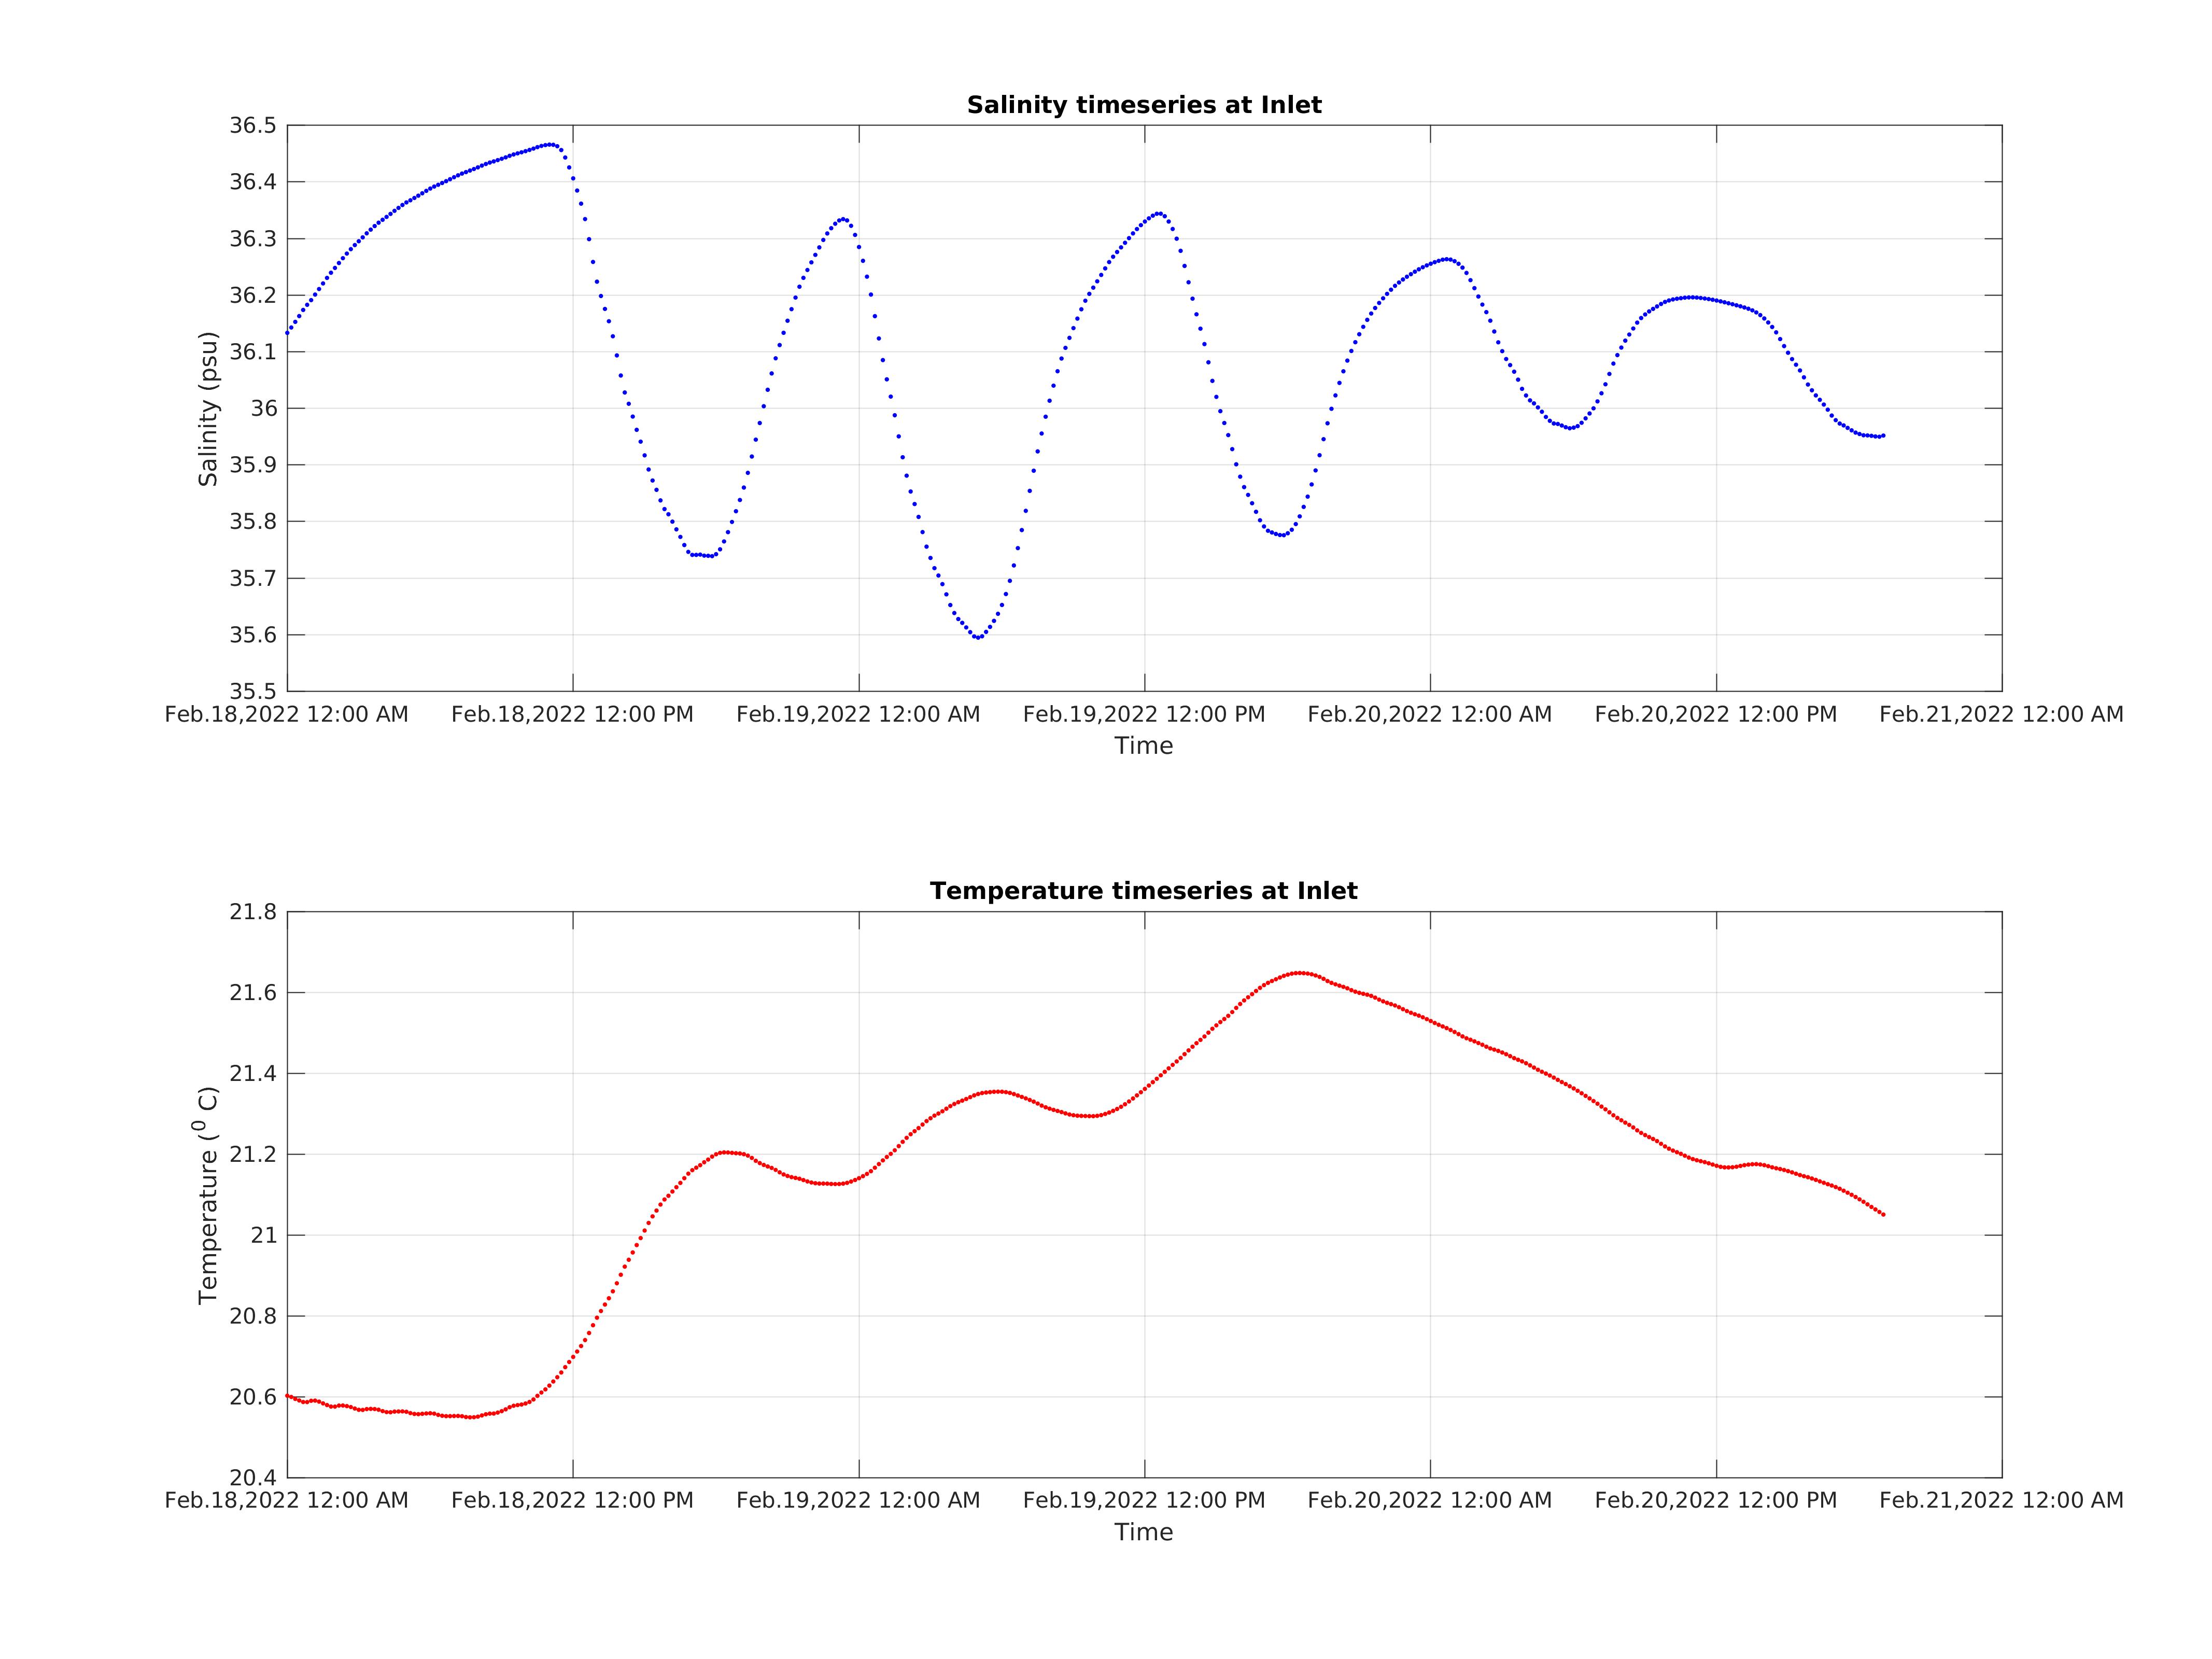 Salinity timeseries at Inlet
36.5
36.4
36.3
36.2
36.1
36
35.9
35.8
35.7
35.6
35.5
Salinity (psu)
Feb.18,2022 12:00 AM Feb.18,2022 12:00 PM Feb.19,2022 12:00 AM Feb.19,2022 12:00 PM Feb.20,2022 12:00 AM Feb.20,2022 12:00 PM Feb.21,2022 12:00 AM
Time
Temperature timeseries at Inlet
21.8
21.6
21.4
21.2
21
20.8
20.6
20.4
Temperature (⁰ C)
Feb.18,2022 12:00 AM Feb.18,2022 12:00 PM Feb.19,2022 12:00 AM Feb.19,2022 12:00 PM Feb.20,2022 12:00 AM Feb.20,2022 12:00 PM Feb.21,2022 12:00 AM
Time